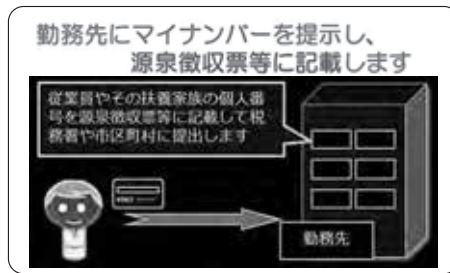 勤務先にマイナンバーを提示し、
源泉徴収票等に記載します
従業員やその扶養家族の個人番
号を源泉徴収票等に記載して税
務署や市区町村に提出します
勤務先